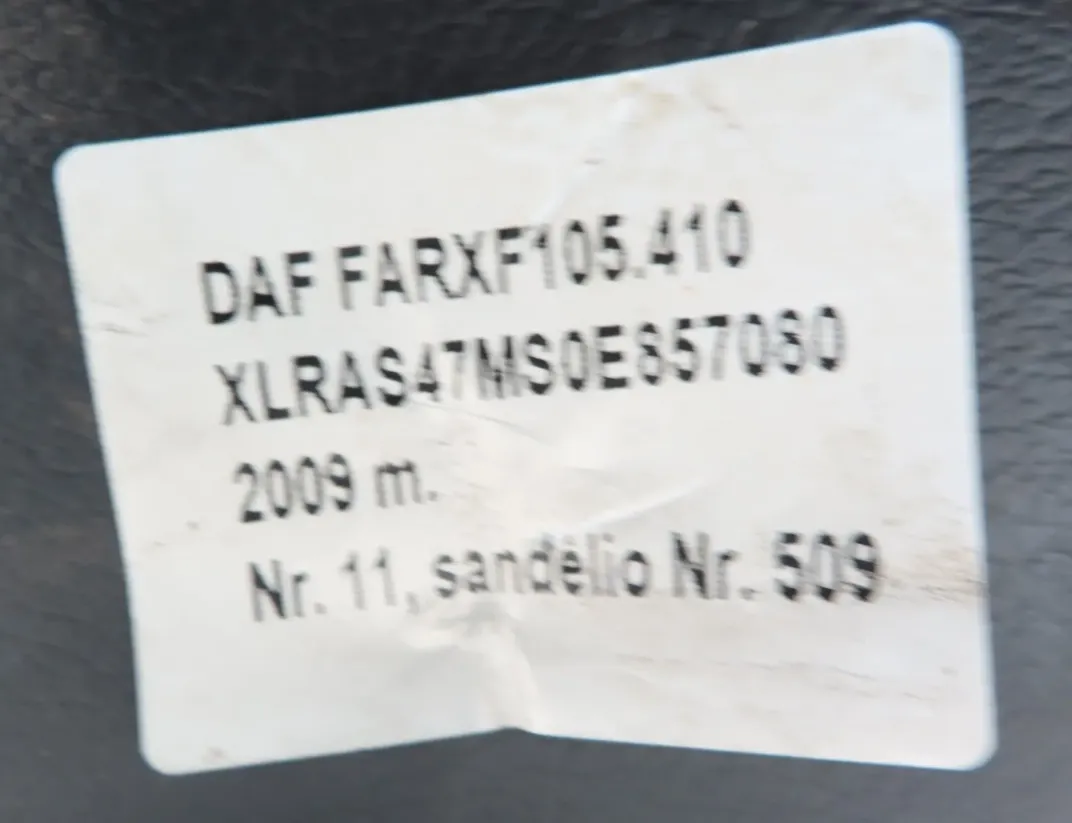 DAF FARXF105.410
XLRAS47MS0E857080
2009 m.
Nr. 11, sandėlio Nr. 509